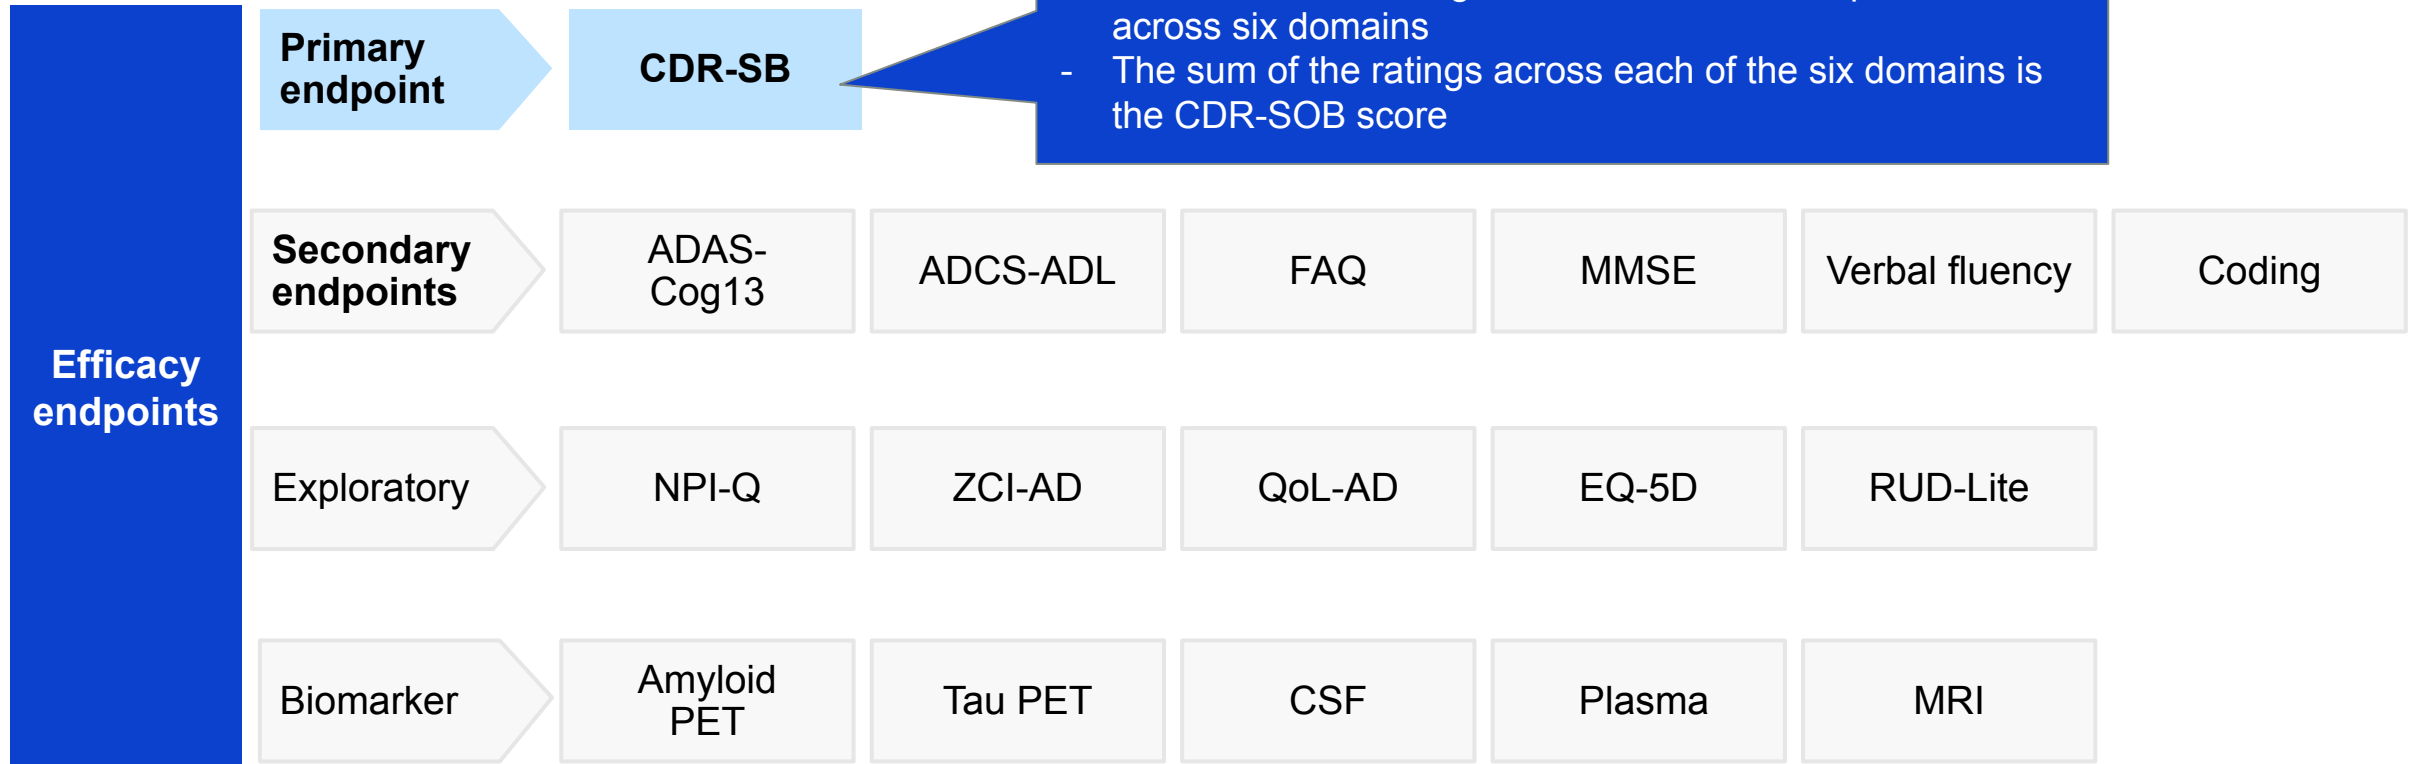 across six domains
Primary
endpoint
CDR-SB
- The sum of the ratings across each of the six domains is
the CDR-SOB score
Secondary
endpoints
ADAS-
Cog13
ADCS-ADL
FAQ
MMSE
Verbal fluency
Coding
Efficacy
endpoints
Exploratory
NPI-Q
ZCI-AD
QoL-AD
EQ-5D
RUD-Lite
Biomarker
Amyloid
PET
Tau PET
CSF
Plasma
MRI